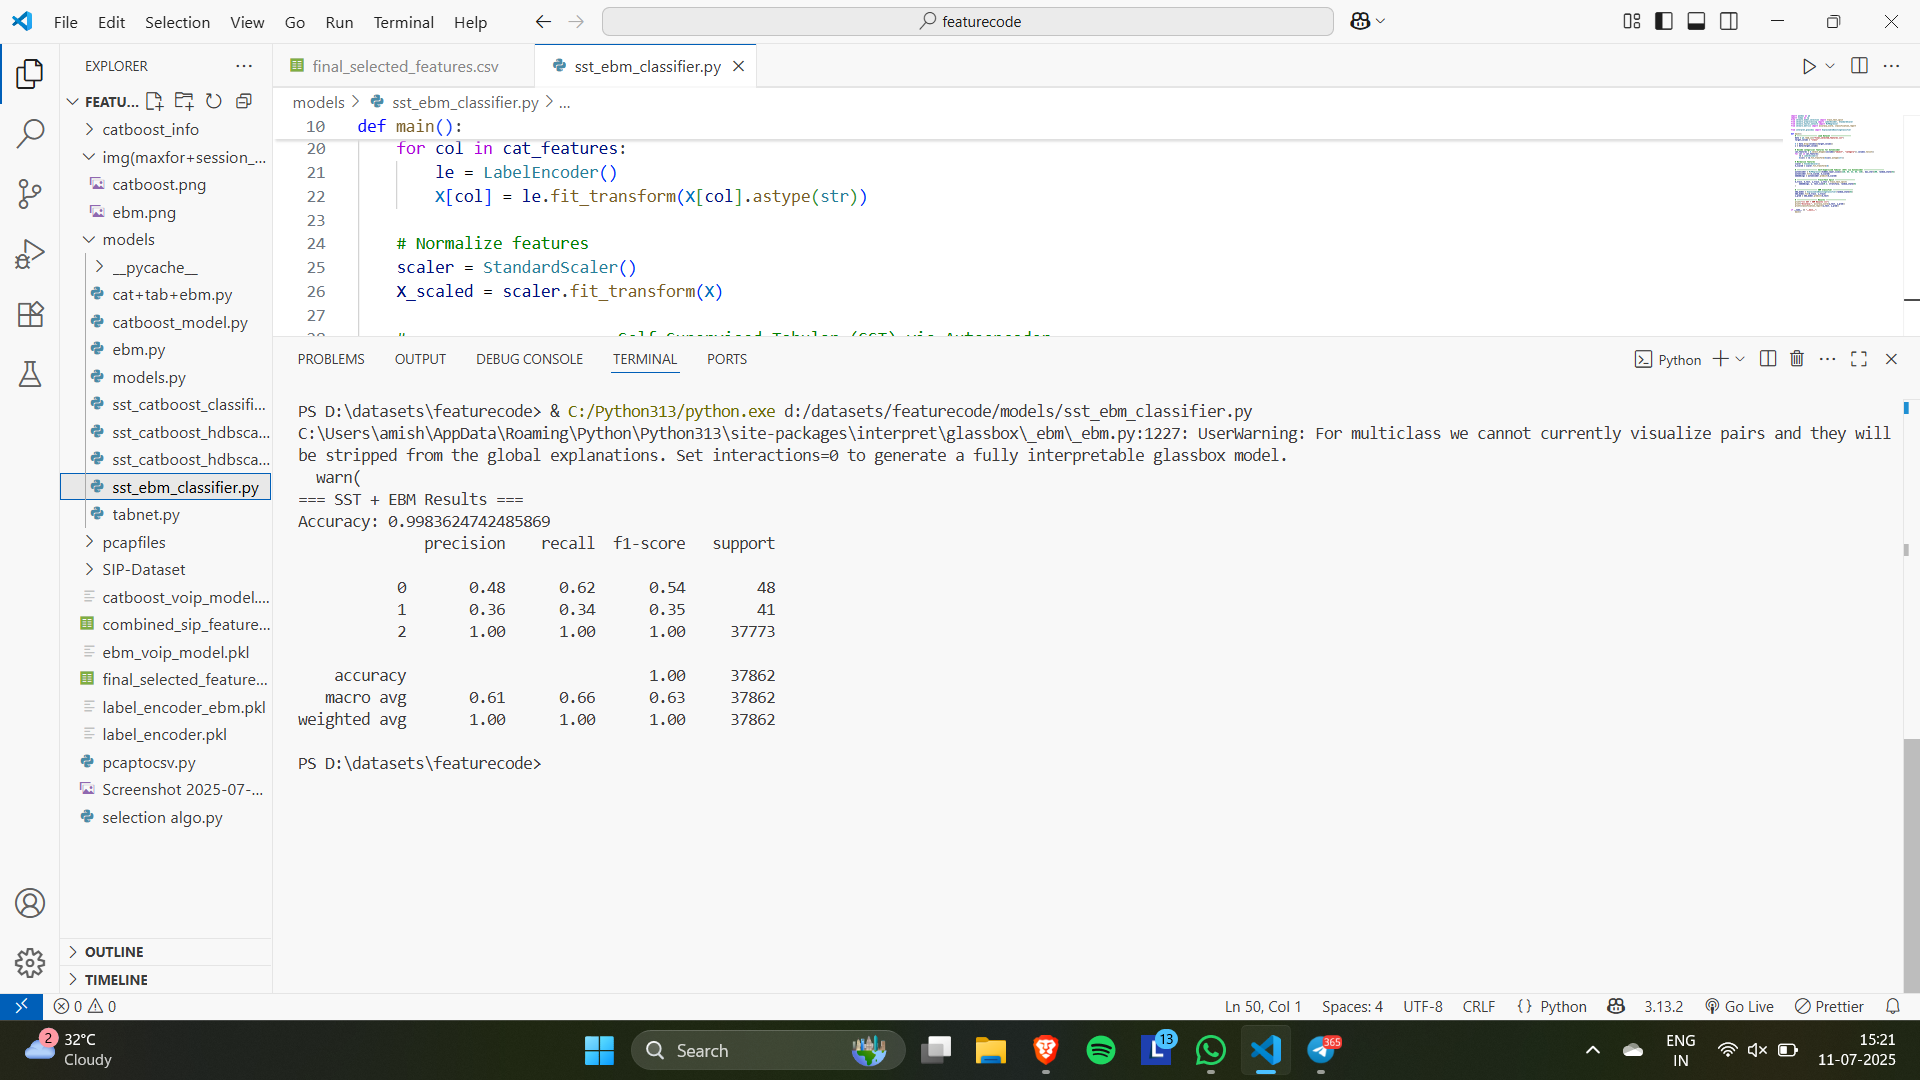 File Edit Selection View Go Run Terminal Help
featurecode
EXPLORER
FEATU...
catboost_info
img(maxfor+session_...
catboost.png
ebm.png
models
__pycache__
cat+tab+ebm.py
catboost_model.py
ebm.py
models.py
sst_catboost_classifi...
sst_catboost_hdbsca...
sst_catboost_hdbsca...
sst_ebm_classifier.py
tabnet.py
pcapfiles
SIP-Dataset
catboost_voip_model....
combined_sip_feature...
ebm_voip_model.pkl
final_selected_feature...
label_encoder_ebm.pkl
label_encoder.pkl
pcaptocsv.py
Screenshot 2025-07-...
selection algo.py
OUTLINE
TIMELINE
final_selected_features.csv
sst_ebm_classifier.py
models > sst_ebm_classifier.py > ...
10 def main():
20 for col in cat_features:
21 le = LabelEncoder()
22 X[col] = le.fit_transform(X[col].astype(str))
23
24 # Normalize features
25 scaler = StandardScaler()
26 X_scaled = scaler.fit_transform(X)
27
PROBLEMS OUTPUT DEBUG CONSOLE TERMINAL PORTS
Python
PS D:\datasets\featurecode> & C:/Python313/python.exe d:/datasets/featurecode/models/sst_ebm_classifier.py
C:\Users\amish\AppData\Roaming\Python\Python313\site-packages\interpret\glassbox\_ebm\_ebm.py:1227: UserWarning: For multiclass we cannot currently visualize pairs and they will
be stripped from the global explanations. Set interactions=0 to generate a fully interpretable glassbox model.
warn(
=== SST + EBM Results ===
Accuracy: 0.9983624742485869
precision recall f1-score support
0 0.48 0.62 0.54 48
1 0.36 0.34 0.35 41
2 1.00 1.00 1.00 37773
accuracy 1.00 37862
macro avg 0.61 0.66 0.63 37862
weighted avg 1.00 1.00 1.00 37862
PS D:\datasets\featurecode>
0 0
Ln 50, Col 1 Spaces: 4 UTF-8 CRLF { } Python 3.13.2 Go Live Prettier
2
32°C
Cloudy
Search
13
365
ENG
IN
15:21
11-07-2025